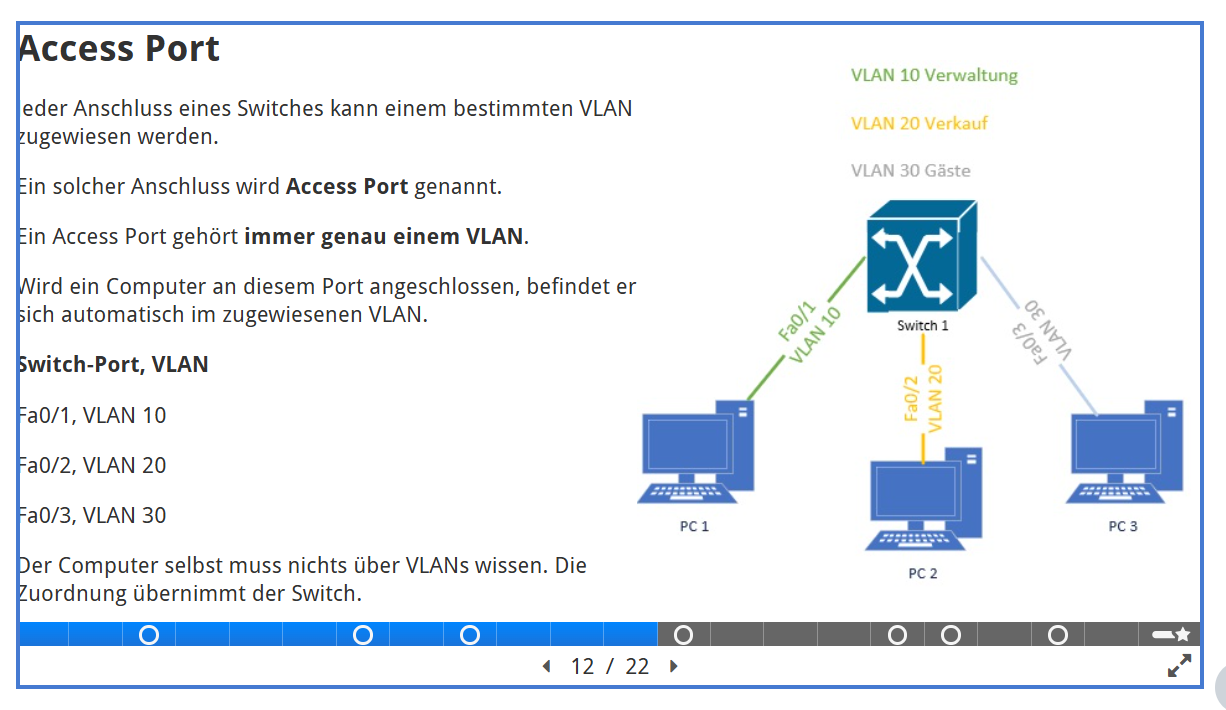 Access Port
Jeder Anschluss eines Switches kann einem bestimmten VLAN
zugewiesen werden.
Ein solcher Anschluss wird Access Port genannt.
Ein Access Port gehört immer genau einem VLAN.
Wird ein Computer an diesem Port angeschlossen, befindet er
sich automatisch im zugewiesenen VLAN.
Switch-Port, VLAN
Fa0/1, VLAN 10
Fa0/2, VLAN 20
Fa0/3, VLAN 30
Der Computer selbst muss nichts über VLANs wissen. Die
Zuordnung übernimmt der Switch.
VLAN 10 Verwaltung
VLAN 20 Verkauf
VLAN 30 Gäste
Switch 1
Fa0/1
VLAN 10
Fa0/2
VLAN 20
VLAN 30
Fa0/3
PC 1
PC 2
PC 3
12 / 22